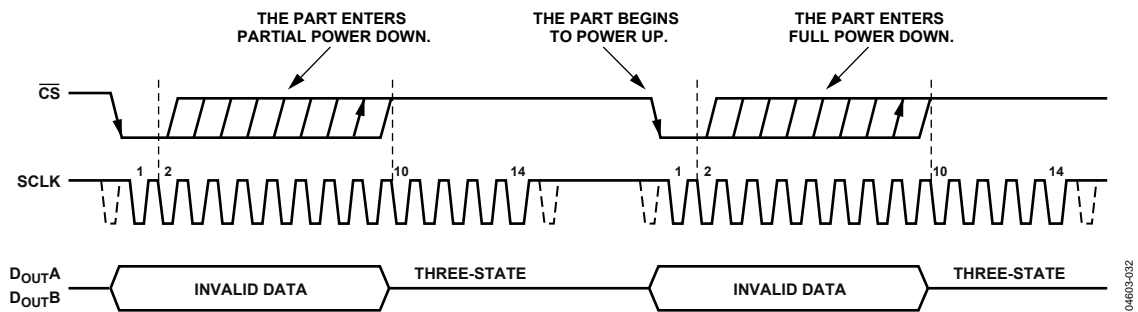 THE PART ENTERS
PARTIAL POWER DOWN.
THE PART BEGINS
TO POWER UP.
THE PART ENTERS
FULL POWER DOWN.
CS
SCLK
1 2 10 14 1 2 10 14
DOUTA
DOUTB
INVALID DATA THREE-STATE INVALID DATA THREE-STATE
04603-032